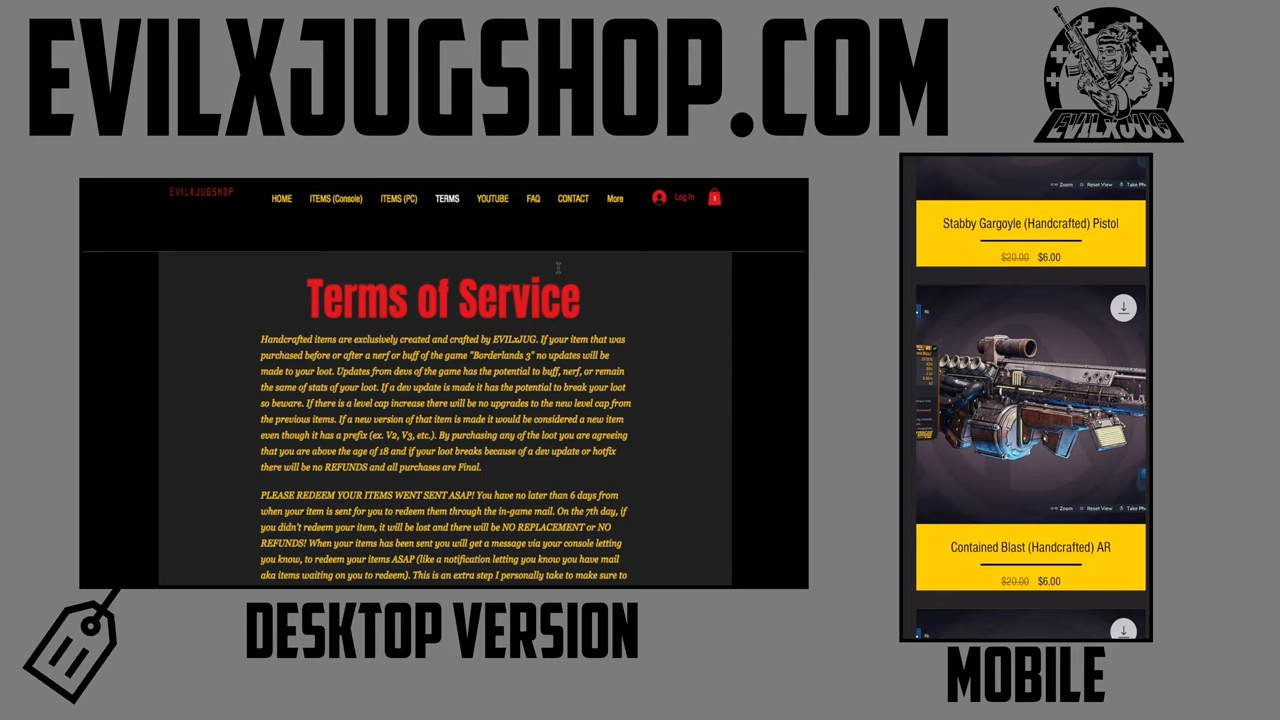 EVILXJUGSHOP.COM
EVILXJUG
EVILXJUGSHOP
HOME ITEMS (Console) ITEMS (PC) TERMS YOUTUBE FAQ CONTACT More Log In 1
Terms of Service
Handcrafted items are exclusively created and crafted by EVILxJUG. If your item that was
purchased before or after a nerf or buff of the game "Borderlands 3" no updates will be
made to your loot. Updates from devs of the game has the potential to buff, nerf, or remain
the same of stats of your loot. If a dev update is made it has the potential to break your loot
so beware. If there is a level cap increase there will be no upgrades to the new level cap from
the previous items. If a new version of that item is made it would be considered a new item
even though it has a prefix (ex. V2, V3, etc.). By purchasing any of the loot you are agreeing
that you are above the age of 18 and if your loot breaks because of a dev update or hotfix
there will be no REFUNDS and all purchases are Final.
PLEASE REDEEM YOUR ITEMS WENT SENT ASAP! You have no later than 6 days from
when your item is sent for you to redeem them through the in-game mail. On the 7th day, if
you didn't redeem your item, it will be lost and there will be NO REPLACEMENT or NO
REFUNDS! When your items has been sent you will get a message via your console letting
you know, to redeem your items ASAP (like a notification letting you know you have mail
aka items waiting on you to redeem). This is an extra step I personally take to make sure to
DESKTOP VERSION
Zoom Reset View Take Ph
Stabby Gargoyle (Handcrafted) Pistol
$20.00 $6.00
Zoom Reset View Take Ph
Contained Blast (Handcrafted) AR
$20.00 $6.00
MOBILE